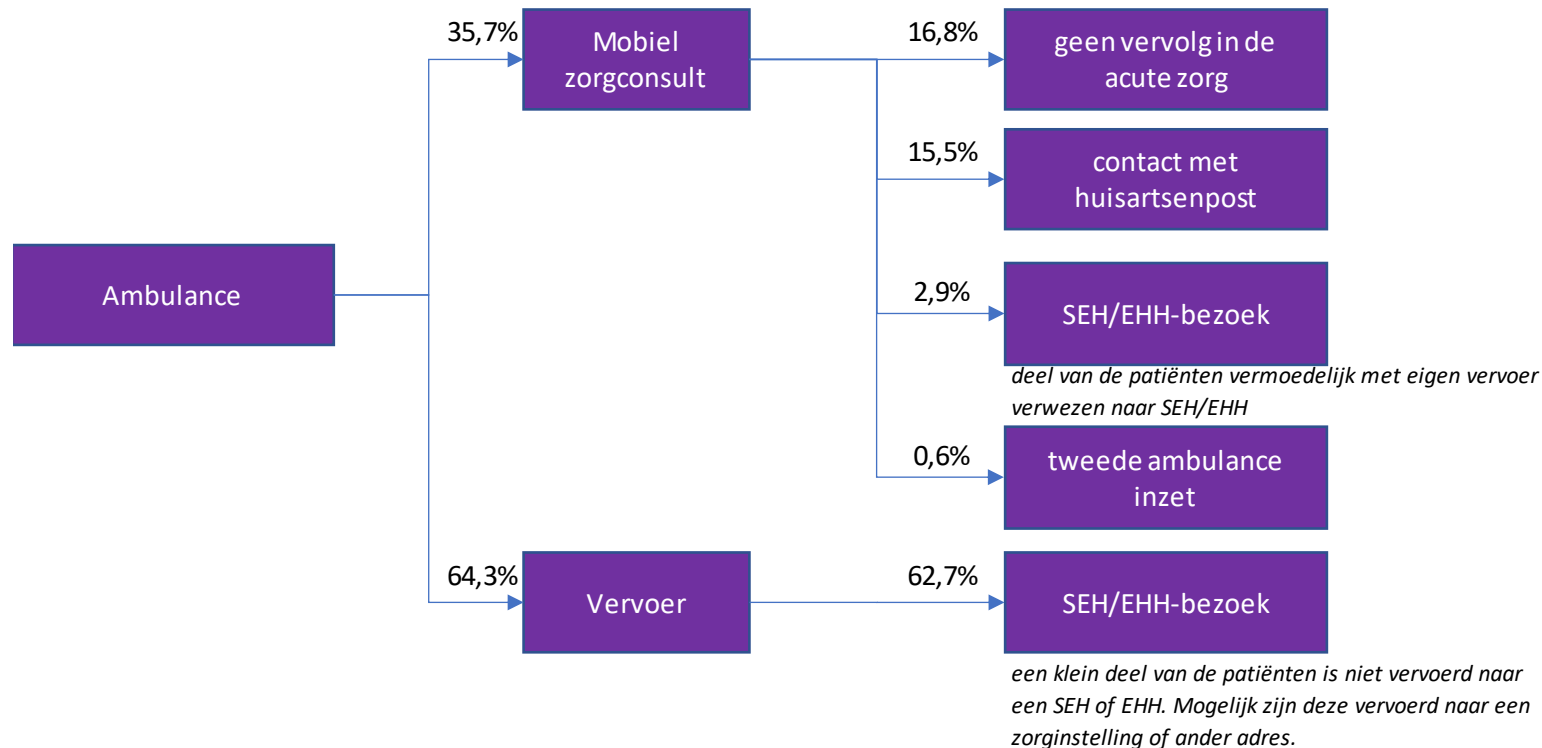 35,7%
Mobiel
zorgconsult
16,8%
geen vervolg in de
acute zorg
15,5%
contact met
huisartsenpost
Ambulance
2,9%
SEH/EHH-bezoek
deel van de patiënten vermoedelijk met eigen vervoer
verwezen naar SEH/EHH
0,6%
tweede ambulance
inzet
64,3%
Vervoer
62,7%
SEH/EHH-bezoek
een klein deel van de patiënten is niet vervoerd naar
een SEH of EHH. Mogelijk zijn deze vervoerd naar een
zorginstelling of ander adres.